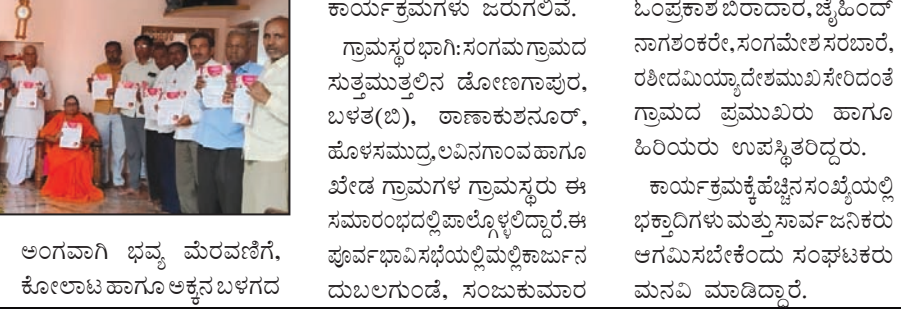 ಅಂಗವಾಗಿ ಭವ್ಯ ಮೆರವಣಿಗೆ,
ಕೋಲಾಟ ಹಾಗೂ ಅಕ್ಕನ ಬಳಗದ
ಕಾರ್ಯಕ್ರಮಗಳು ಜರುಗಲಿವೆ.
ಗ್ರಾಮಸ್ಥರ ಭಾಗಿ: ಸಂಗಮ ಗ್ರಾಮದ
ಸುತ್ತಮುತ್ತಲಿನ ಡೋಣಗಾಪುರ,
ಬಳತ(ಬಿ), ಠಾಣಾಕುಶನೂರ್,
ಹೊಳಸಮುದ್ರ, ಲವಿನಗಾಂವ ಹಾಗೂ
ಖೇಡ ಗ್ರಾಮಗಳ ಗ್ರಾಮಸ್ಥರು ಈ
ಸಮಾರಂಭದಲ್ಲಿ ಪಾಲ್ಗೊಳ್ಳಲಿದ್ದಾರೆ. ಈ
ಪೂರ್ವಭಾವಿ ಸಭೆಯಲ್ಲಿ ಮಲ್ಲಿಕಾರ್ಜುನ
ದುಬಲಗುಂಡೆ, ಸಂಜುಕುಮಾರ
ಓಂಪ್ರಕಾಶ ಬಿರಾದಾರ, ಜೈಹಿಂದ್
ನಾಗಶಂಕರೇ, ಸಂಗಮೇಶ ಸರಬಾರೆ,
ರಶೀದಮಿಯ್ಯಾ ದೇಶಮುಖ ಸೇರಿದಂತೆ
ಗ್ರಾಮದ ಪ್ರಮುಖರು ಹಾಗೂ
ಹಿರಿಯರು ಉಪಸ್ಥಿತರಿದ್ದರು.
ಕಾರ್ಯಕ್ರಮಕ್ಕೆ ಹೆಚ್ಚಿನ ಸಂಖ್ಯೆಯಲ್ಲಿ
ಭಕ್ತಾದಿಗಳು ಮತ್ತು ಸಾರ್ವಜನಿಕರು
ಆಗಮಿಸಬೇಕೆಂದು ಸಂಘಟಕರು
ಮನವಿ ಮಾಡಿದ್ದಾರೆ.